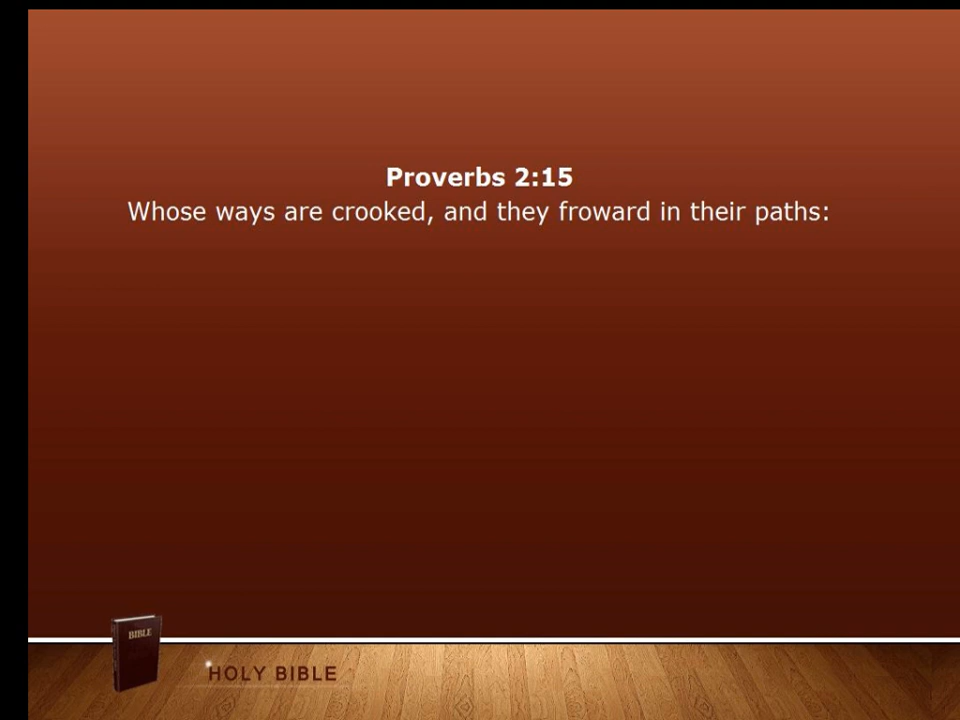 Proverbs 2:15
Whose ways are crooked, and they froward in their paths:
BIBLE
HOLY BIBLE